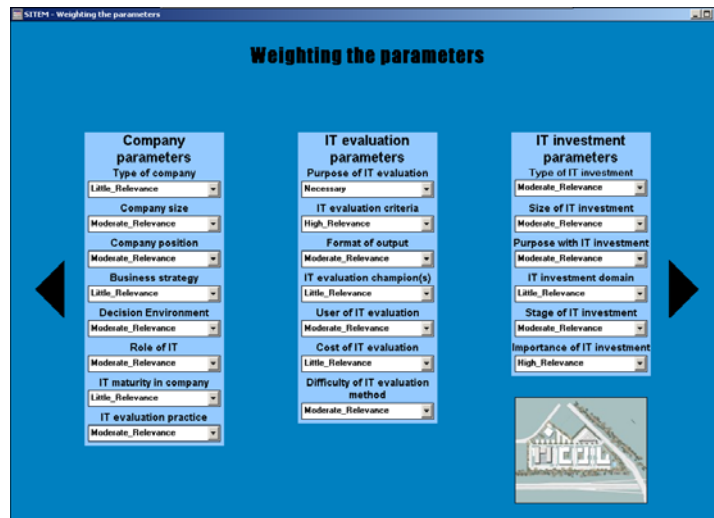 SITEM - Weighting the parameters
Weighting the parameters
Company
parameters
Type of company
Little_Relevance
Company size
Moderate_Relevance
Company position
Moderate_Relevance
Business strategy
Little_Relevance
Decision Environment
Moderate_Relevance
Role of IT
Moderate_Relevance
IT maturity in company
Little_Relevance
IT evaluation practice
Moderate_Relevance
IT evaluation
parameters
Purpose of IT evaluation
Necessary
IT evaluation criteria
High_Relevance
Format of output
Moderate_Relevance
IT evaluation champion(s)
Little_Relevance
User of IT evaluation
Moderate_Relevance
Cost of IT evaluation
Little_Relevance
Difficulty of IT evaluation
method
Moderate_Relevance
IT investment
parameters
Type of IT investment
Moderate_Relevance
Size of IT investment
Moderate_Relevance
Purpose with IT investment
Moderate_Relevance
IT investment domain
Little_Relevance
Stage of IT investment
Moderate_Relevance
Importance of IT investment
High_Relevance